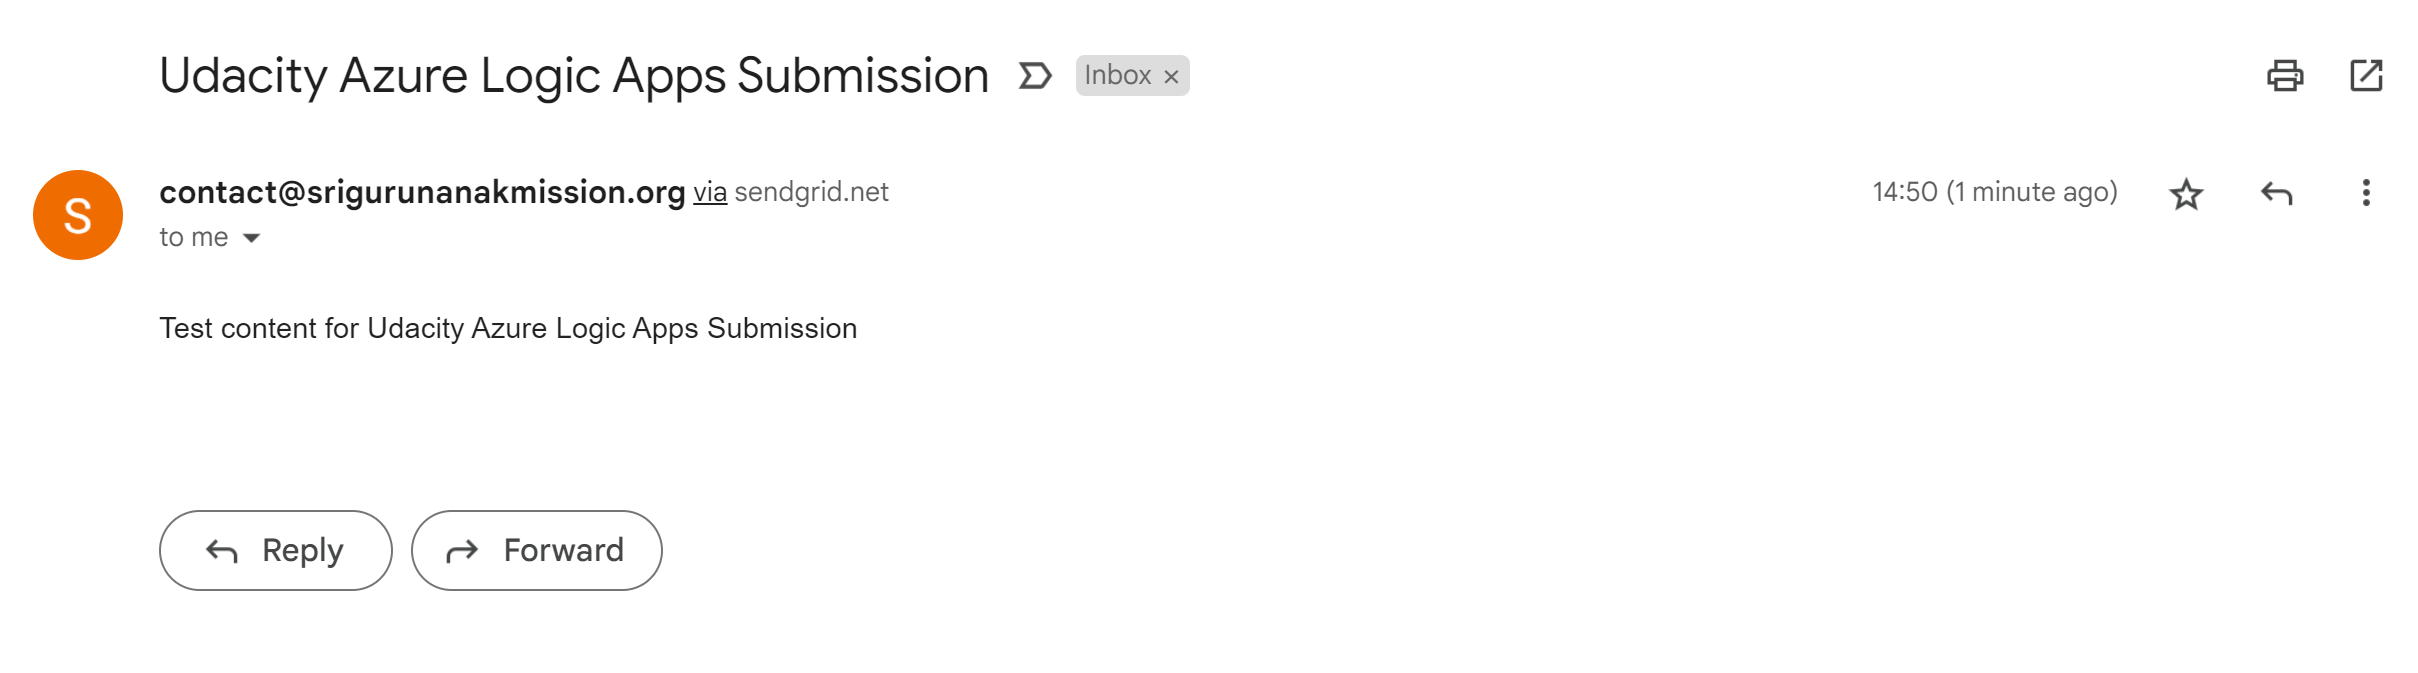 Udacity Azure Logic Apps Submission Inbox ×
S
contact@srigurunanakmission.org via sendgrid.net 14:50 (1 minute ago)
to me
Test content for Udacity Azure Logic Apps Submission
Reply Forward